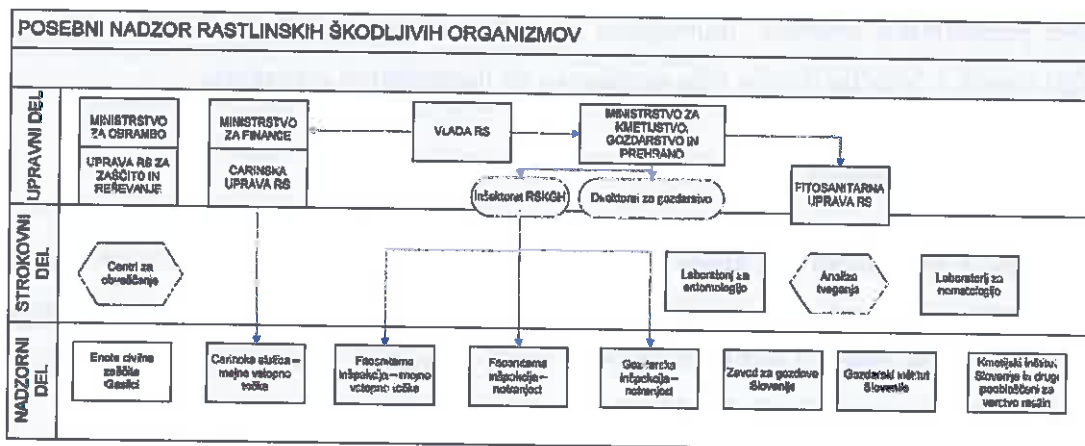 POSEBNI NADZOR RASTLINSKIH ŠKODLJIVIH ORGANIZMOV
UPRAVNI DEL
MINISTRSTVO
ZA OBRAMBO
UPRAVA RS ZA
ZAŠČITO IN
REŠEVANJE
MINISTRSTVO
ZA FINANCE
CARINSKA
UPRAVA RS
VLADA RS
MINISTRSTVO ZA
KMETIJSTVO,
GOZDARSTVO IN
PREHRANO
Inšpektorat RSKGH
Direktorat za gozdarstvo
FITOSANITARNA
UPRAVA RS
STROKOVNI
DEL
Centri za
obveščanje
Laboratorij za
entomologijo
Analiza
tveganja
Laboratorij za
nematologijo
NADZORNI
DEL
Enote civilne
zaščite
Gasilci
Carinska služba –
mejne vstopne
točke
Fitosanitarna
inšpekcija – mejne
vstopne točke
Fitosanitarna
inšpekcija –
notranjost
Gozdarska
inšpekcija –
notranjost
Zavod za gozdove
Slovenije
Gozdarski inštitut
Slovenije
Kmetijski inštitut
Slovenije in drugi
pooblaščeni za
varstvo rastlin